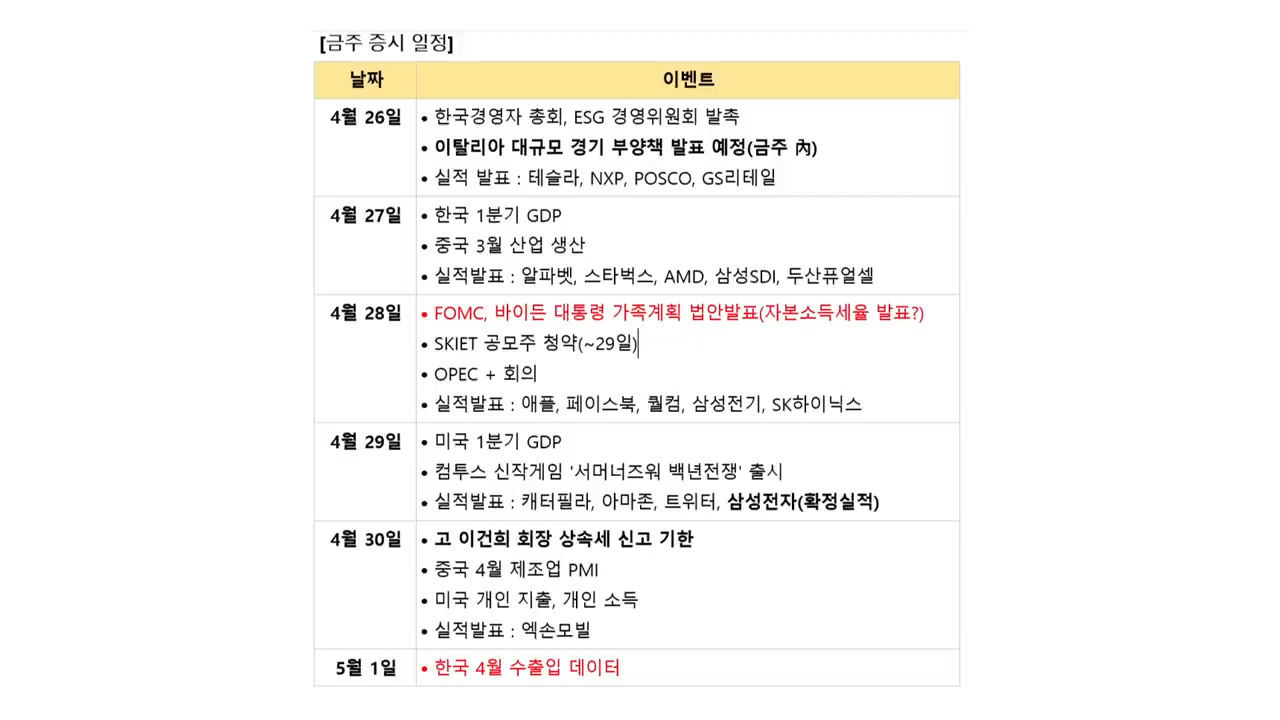 [금주 증시 일정]
날짜 이벤트
4월 26일 • 한국경영자 총회, ESG 경영위원회 발촉
• 이탈리아 대규모 경기 부양책 발표 예정(금주 內)
• 실적 발표 : 테슬라, NXP, POSCO, GS리테일
4월 27일 • 한국 1분기 GDP
• 중국 3월 산업 생산
• 실적발표 : 알파벳, 스타벅스, AMD, 삼성SDI, 두산퓨얼셀
4월 28일 • FOMC, 바이든 대통령 가족계획 법안발표(자본소득세율 발표?)
• SKIET 공모주 청약(~29일)
• OPEC + 회의
• 실적발표 : 애플, 페이스북, 퀄컴, 삼성전기, SK하이닉스
4월 29일 • 미국 1분기 GDP
• 컴투스 신작게임 '서머너즈워 백년전쟁' 출시
• 실적발표 : 캐터필라, 아마존, 트위터, 삼성전자(확정실적)
4월 30일 • 고 이건희 회장 상속세 신고 기한
• 중국 4월 제조업 PMI
• 미국 개인 지출, 개인 소득
• 실적발표 : 엑손모빌
5월 1일 • 한국 4월 수출입 데이터